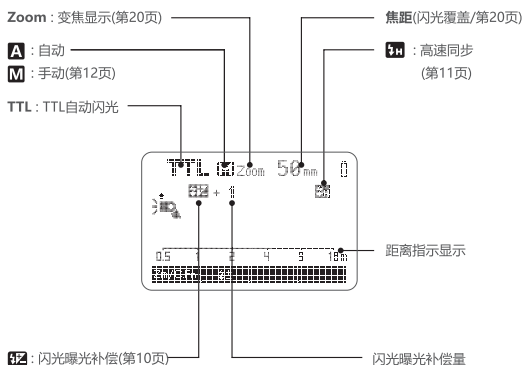 Zoom : 变焦显示(第20页)
焦距(闪光覆盖/第20页)
A : 自动
M : 手动(第12页)
H : 高速同步
(第11页)
TTL : TTL自动闪光
TTL M Zoom 50mm
+ 1
0.5 1 2 4 9 18m
距离指示显示
: 闪光曝光补偿(第10页)
闪光曝光补偿量